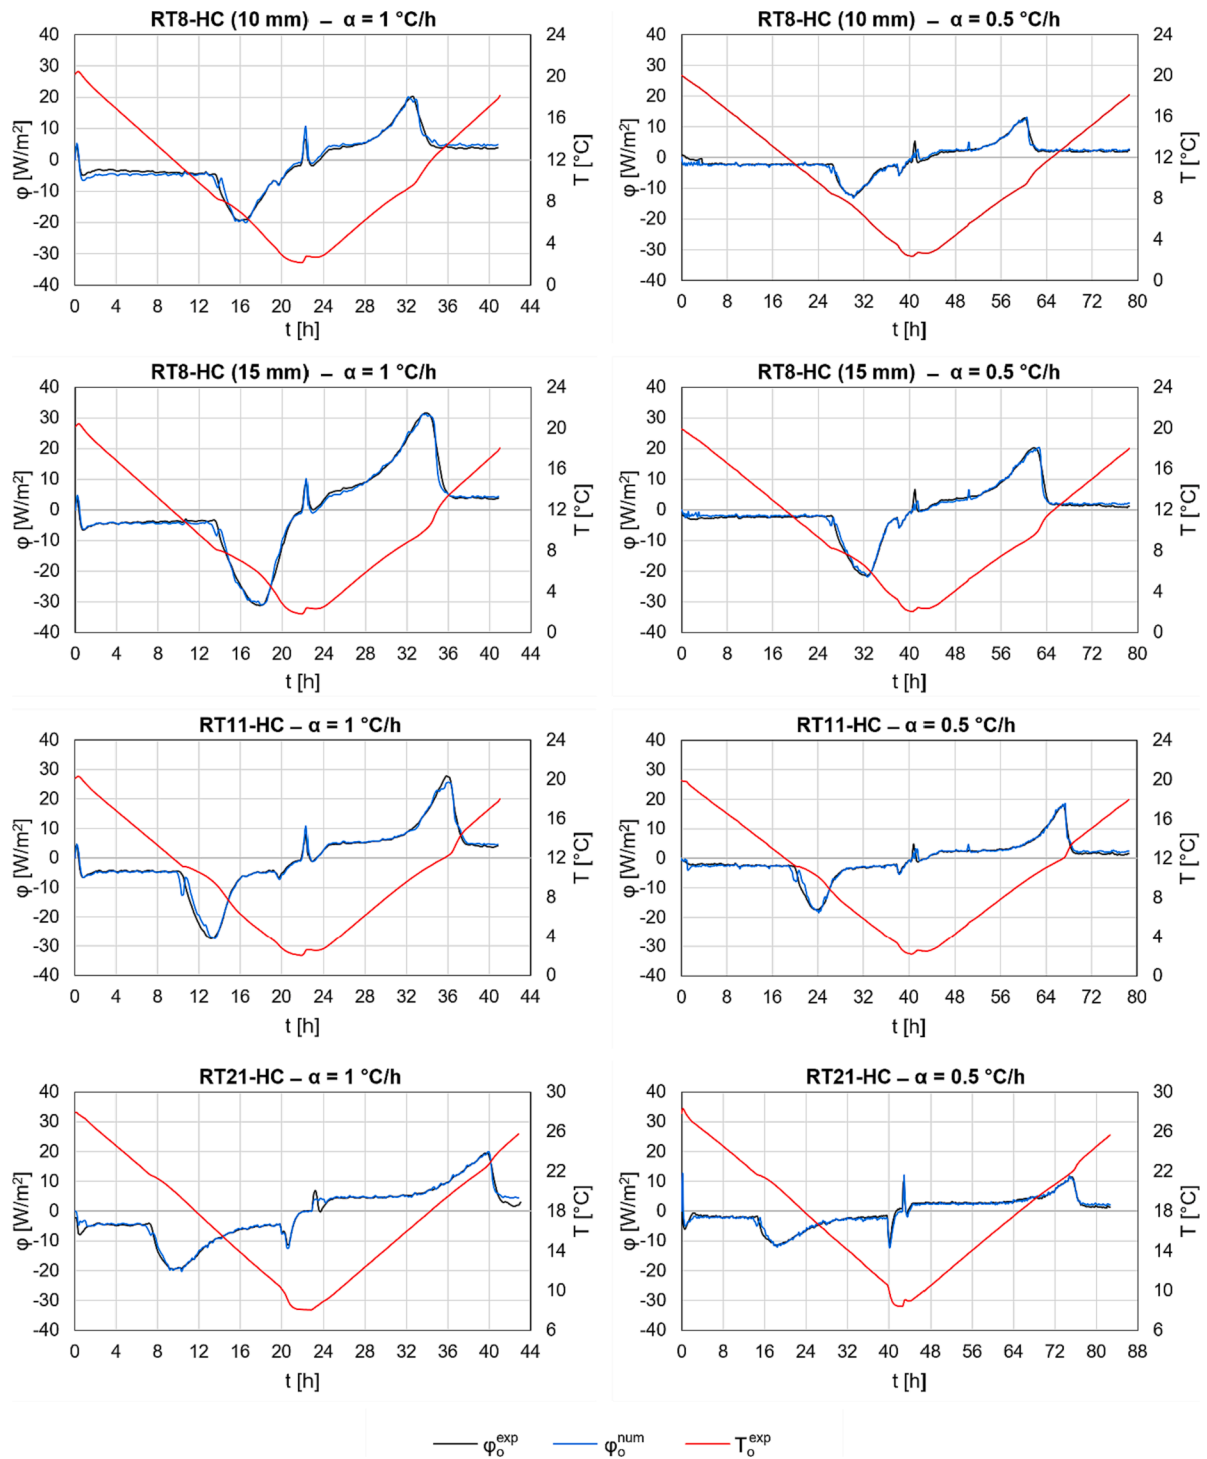 RT8-HC (10 mm) – α = 1 °C/h
RT8-HC (10 mm) – α = 0.5 °C/h
40 30 20 10 0 -10 -20 -30 -40
φ [W/m²]
24 20 16 12 8 4 0
T [°C]
0 4 8 12 16 20 24 28 32 36 40 44
t [h]
40 30 20 10 0 -10 -20 -30 -40
φ [W/m²]
24 20 16 12 8 4 0
T [°C]
0 8 16 24 32 40 48 56 64 72 80
t [h]
RT8-HC (15 mm) – α = 1 °C/h
RT8-HC (15 mm) – α = 0.5 °C/h
40 30 20 10 0 -10 -20 -30 -40
φ [W/m²]
24 20 16 12 8 4 0
T [°C]
0 4 8 12 16 20 24 28 32 36 40 44
t [h]
40 30 20 10 0 -10 -20 -30 -40
φ [W/m²]
24 20 16 12 8 4 0
T [°C]
0 8 16 24 32 40 48 56 64 72 80
t [h]
RT11-HC – α = 1 °C/h
RT11-HC – α = 0.5 °C/h
40 30 20 10 0 -10 -20 -30 -40
φ [W/m²]
24 20 16 12 8 4 0
T [°C]
0 4 8 12 16 20 24 28 32 36 40 44
t [h]
40 30 20 10 0 -10 -20 -30 -40
φ [W/m²]
24 20 16 12 8 4 0
T [°C]
0 8 16 24 32 40 48 56 64 72 80
t [h]
RT21-HC – α = 1 °C/h
RT21-HC – α = 0.5 °C/h
40 30 20 10 0 -10 -20 -30 -40
φ [W/m²]
30 26 22 18 14 10 6
T [°C]
0 4 8 12 16 20 24 28 32 36 40 44
t [h]
40 30 20 10 0 -10 -20 -30 -40
φ [W/m²]
30 26 22 18 14 10 6
T [°C]
0 8 16 24 32 40 48 56 64 72 80 88
t [h]
φₒexp φₒnum Tₒexp